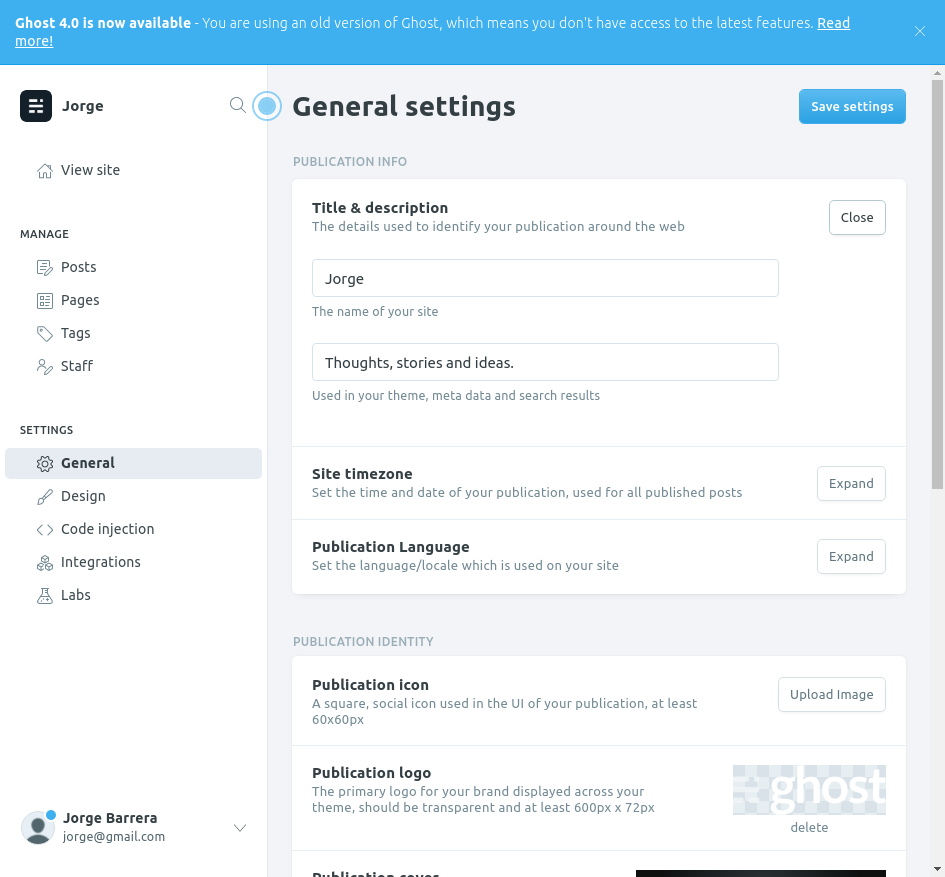 Ghost 4.0 is now available - You are using an old version of Ghost, which means you don't have access to the latest features. Read
more!
Jorge
View site
MANAGE
Posts
Pages
Tags
Staff
SETTINGS
General
Design
Code injection
Integrations
Labs
Jorge Barrera
jorge@gmail.com
General settings
Save settings
PUBLICATION INFO
Title & description
The details used to identify your publication around the web
Close
Jorge
The name of your site
Thoughts, stories and ideas.
Used in your theme, meta data and search results
Site timezone
Set the time and date of your publication, used for all published posts
Expand
Publication Language
Set the language/locale which is used on your site
Expand
PUBLICATION IDENTITY
Publication icon
A square, social icon used in the UI of your publication, at least
60x60px
Upload Image
Publication logo
The primary logo for your brand displayed across your
theme, should be transparent and at least 600px x 72px
ghost
delete
Publication cover